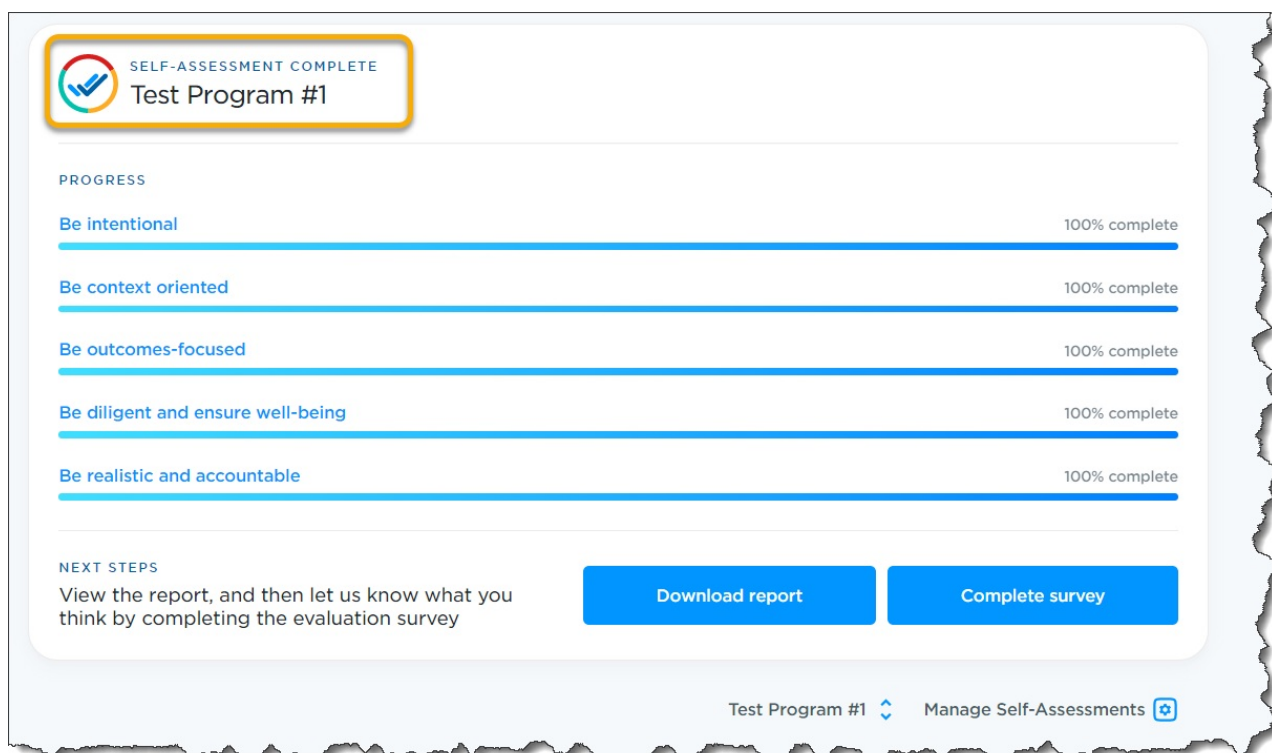 SELF-ASSESSMENT COMPLETE
Test Program #1
PROGRESS
Be intentional
100% complete
Be context oriented
100% complete
Be outcomes-focused
100% complete
Be diligent and ensure well-being
100% complete
Be realistic and accountable
100% complete
NEXT STEPS
View the report, and then let us know what you
think by completing the evaluation survey
Download report
Complete survey
Test Program #1
Manage Self-Assessments